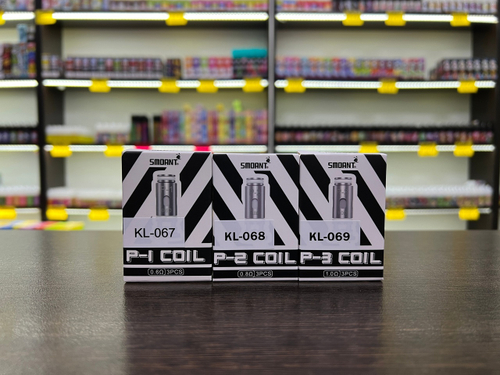 SMOANT
KL-067
P-1 COIL
0.8Ω 3PCS
SMOANT
KL-068
P-2 COIL
0.6Ω 3PCS
SMOANT
KL-069
P-3 COIL
1.0Ω 3PCS